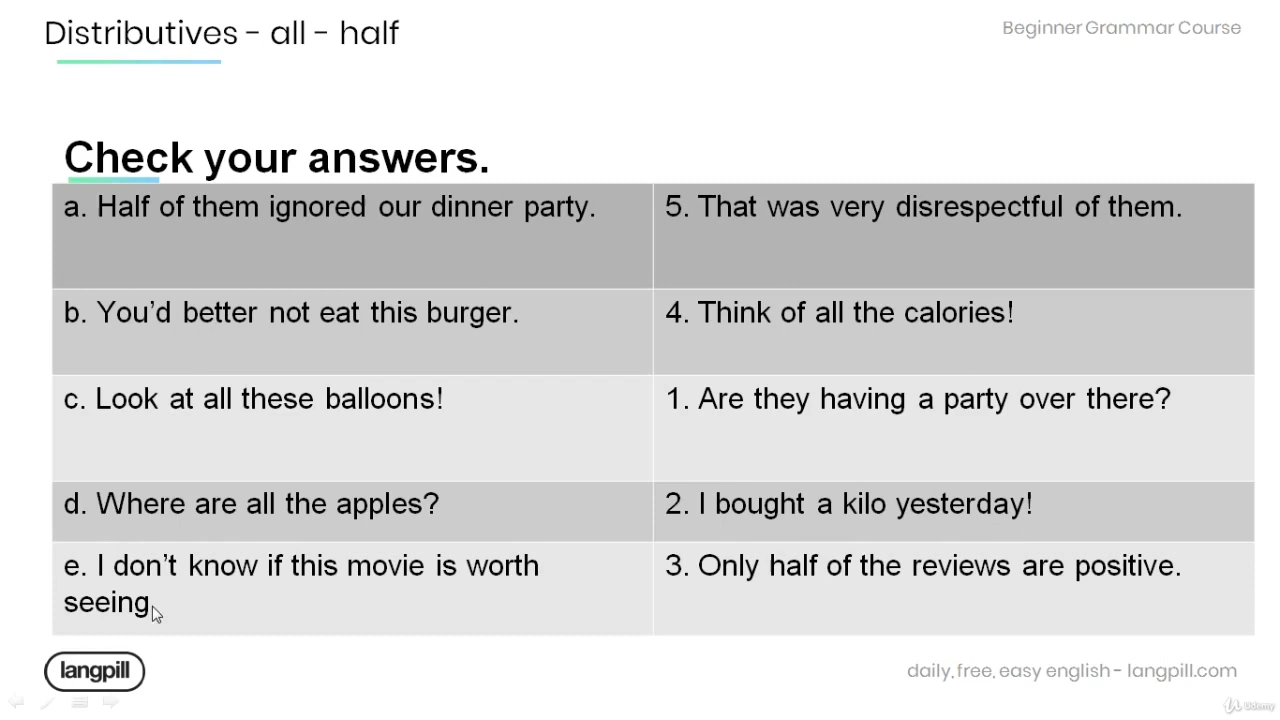 Distributives - all - half
Beginner Grammar Course
Check your answers.
a. Half of them ignored our dinner party.
5. That was very disrespectful of them.
b. You’d better not eat this burger.
4. Think of all the calories!
c. Look at all these balloons!
1. Are they having a party over there?
d. Where are all the apples?
2. I bought a kilo yesterday!
e. I don’t know if this movie is worth
seeing.
3. Only half of the reviews are positive.
langpill
daily, free, easy english - langpill.com
Udemy